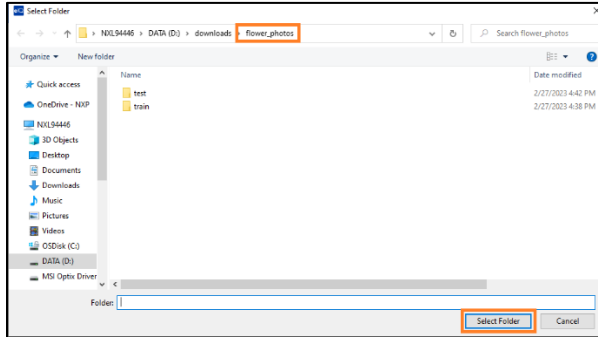 Select Folder
NXL94446 › DATA (D:) › downloads › flower_photos
Search flower_photos
Organize
New folder
?
Name
Date modified
Quick access
OneDrive - NXP
NXL94446
3D Objects
Desktop
Documents
Downloads
Music
Pictures
Videos
OSDisk (C:)
DATA (D:)
MSI Optix Driver
test
2/27/2023 4:42 PM
train
2/27/2023 4:38 PM
Folder:
Select Folder
Cancel